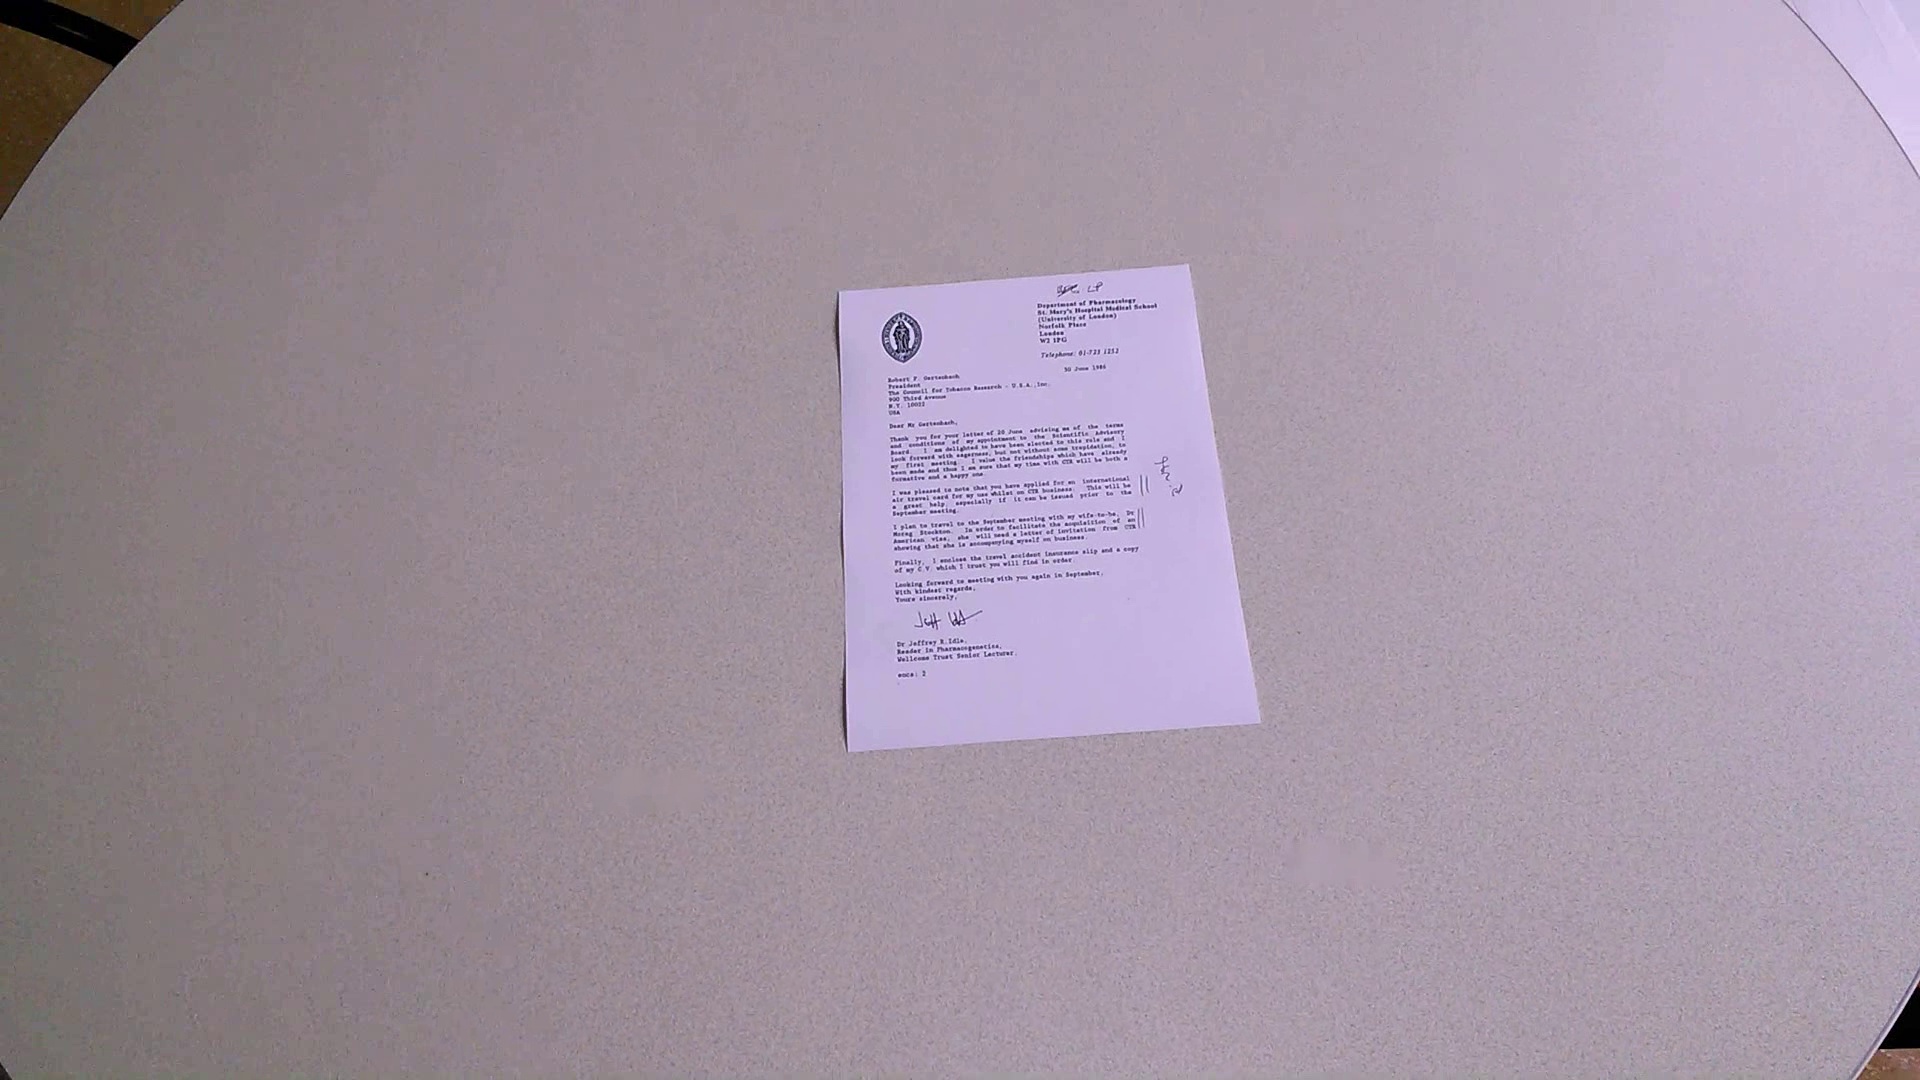 Department of Pharmacology
St. Mary's Hospital Medical School
(University of London)
Norfolk Place
London
W2 1PG
Telephone: 01-723 1252
30 June 1986
Robert F. Gertenbach
President
The Council for Tobacco Research - U.S.A., Inc.
900 Third Avenue
N.Y. 10022
USA
Dear Mr Gertenbach,
Thank you for your letter of 20 June advising me of the terms
and conditions of my appointment to the Scientific Advisory
Board. I am delighted to have been elected to this role and I
look forward with eagerness, but not without some trepidation, to
my first meeting. I value the friendships which have already
been made and thus I am sure that my time with CTR will be both a
formative and a happy one.
I was pleased to note that you have applied for an international
air travel card for my use whilst on CTR business. This will be
a great help, especially if it can be issued prior to the
September meeting.
I plan to travel to the September meeting with my wife-to-be, Dr
Morag Stockton. In order to facilitate the acquisition of an
American visa, she will need a letter of invitation from CTR
showing that she is accompanying myself on business.
Finally, I enclose the travel accident insurance slip and a copy
of my C.V. which I trust you will find in order.
Looking forward to meeting with you again in September,
With kindest regards,
Yours sincerely,
Dr Jeffrey R. Idle,
Reader in Pharmacogenetics,
Wellcome Trust Senior Lecturer.
encs: 2